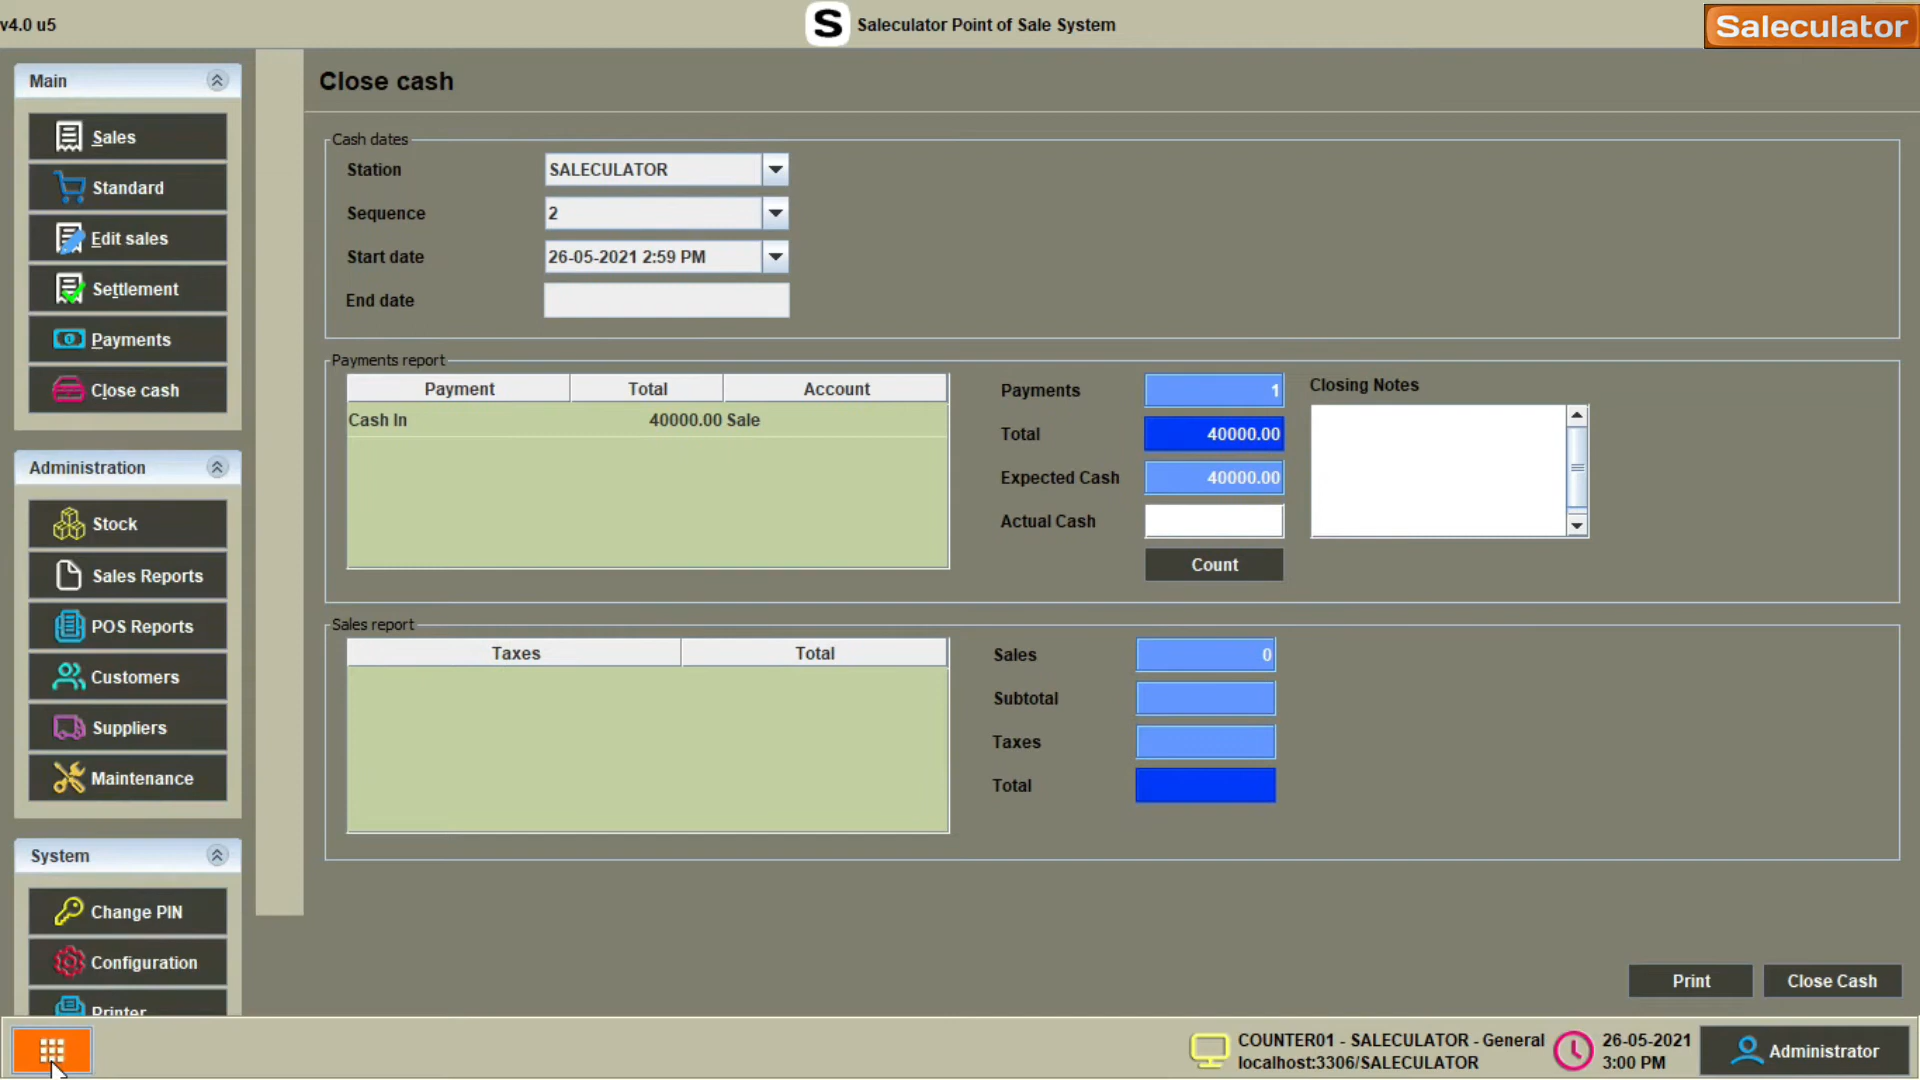 v4.0 u5
S Saleculator Point of Sale System
Saleculator
Main
Sales
Standard
Edit sales
Settlement
Payments
Close cash
Administration
Stock
Sales Reports
POS Reports
Customers
Suppliers
Maintenance
System
Change PIN
Configuration
Printer
Close cash
Cash dates
Station SALECULATOR
Sequence 2
Start date 26-05-2021 2:59 PM
End date
Payments report
Payment Total Account
Cash In 40000.00 Sale
Payments 1
Total 40000.00
Expected Cash 40000.00
Actual Cash
Count
Closing Notes
Sales report
Taxes Total
Sales 0
Subtotal
Taxes
Total
Print Close Cash
COUNTER01 - SALECULATOR - General
localhost:3306/SALECULATOR
26-05-2021
3:00 PM
Administrator